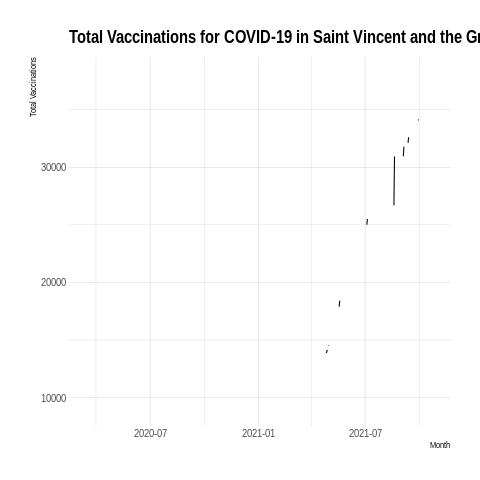 Total Vaccinations for COVID-19 in Saint Vincent and the Gr
Total Vaccinations
30000
20000
10000
2020-07
2021-01
2021-07
Month